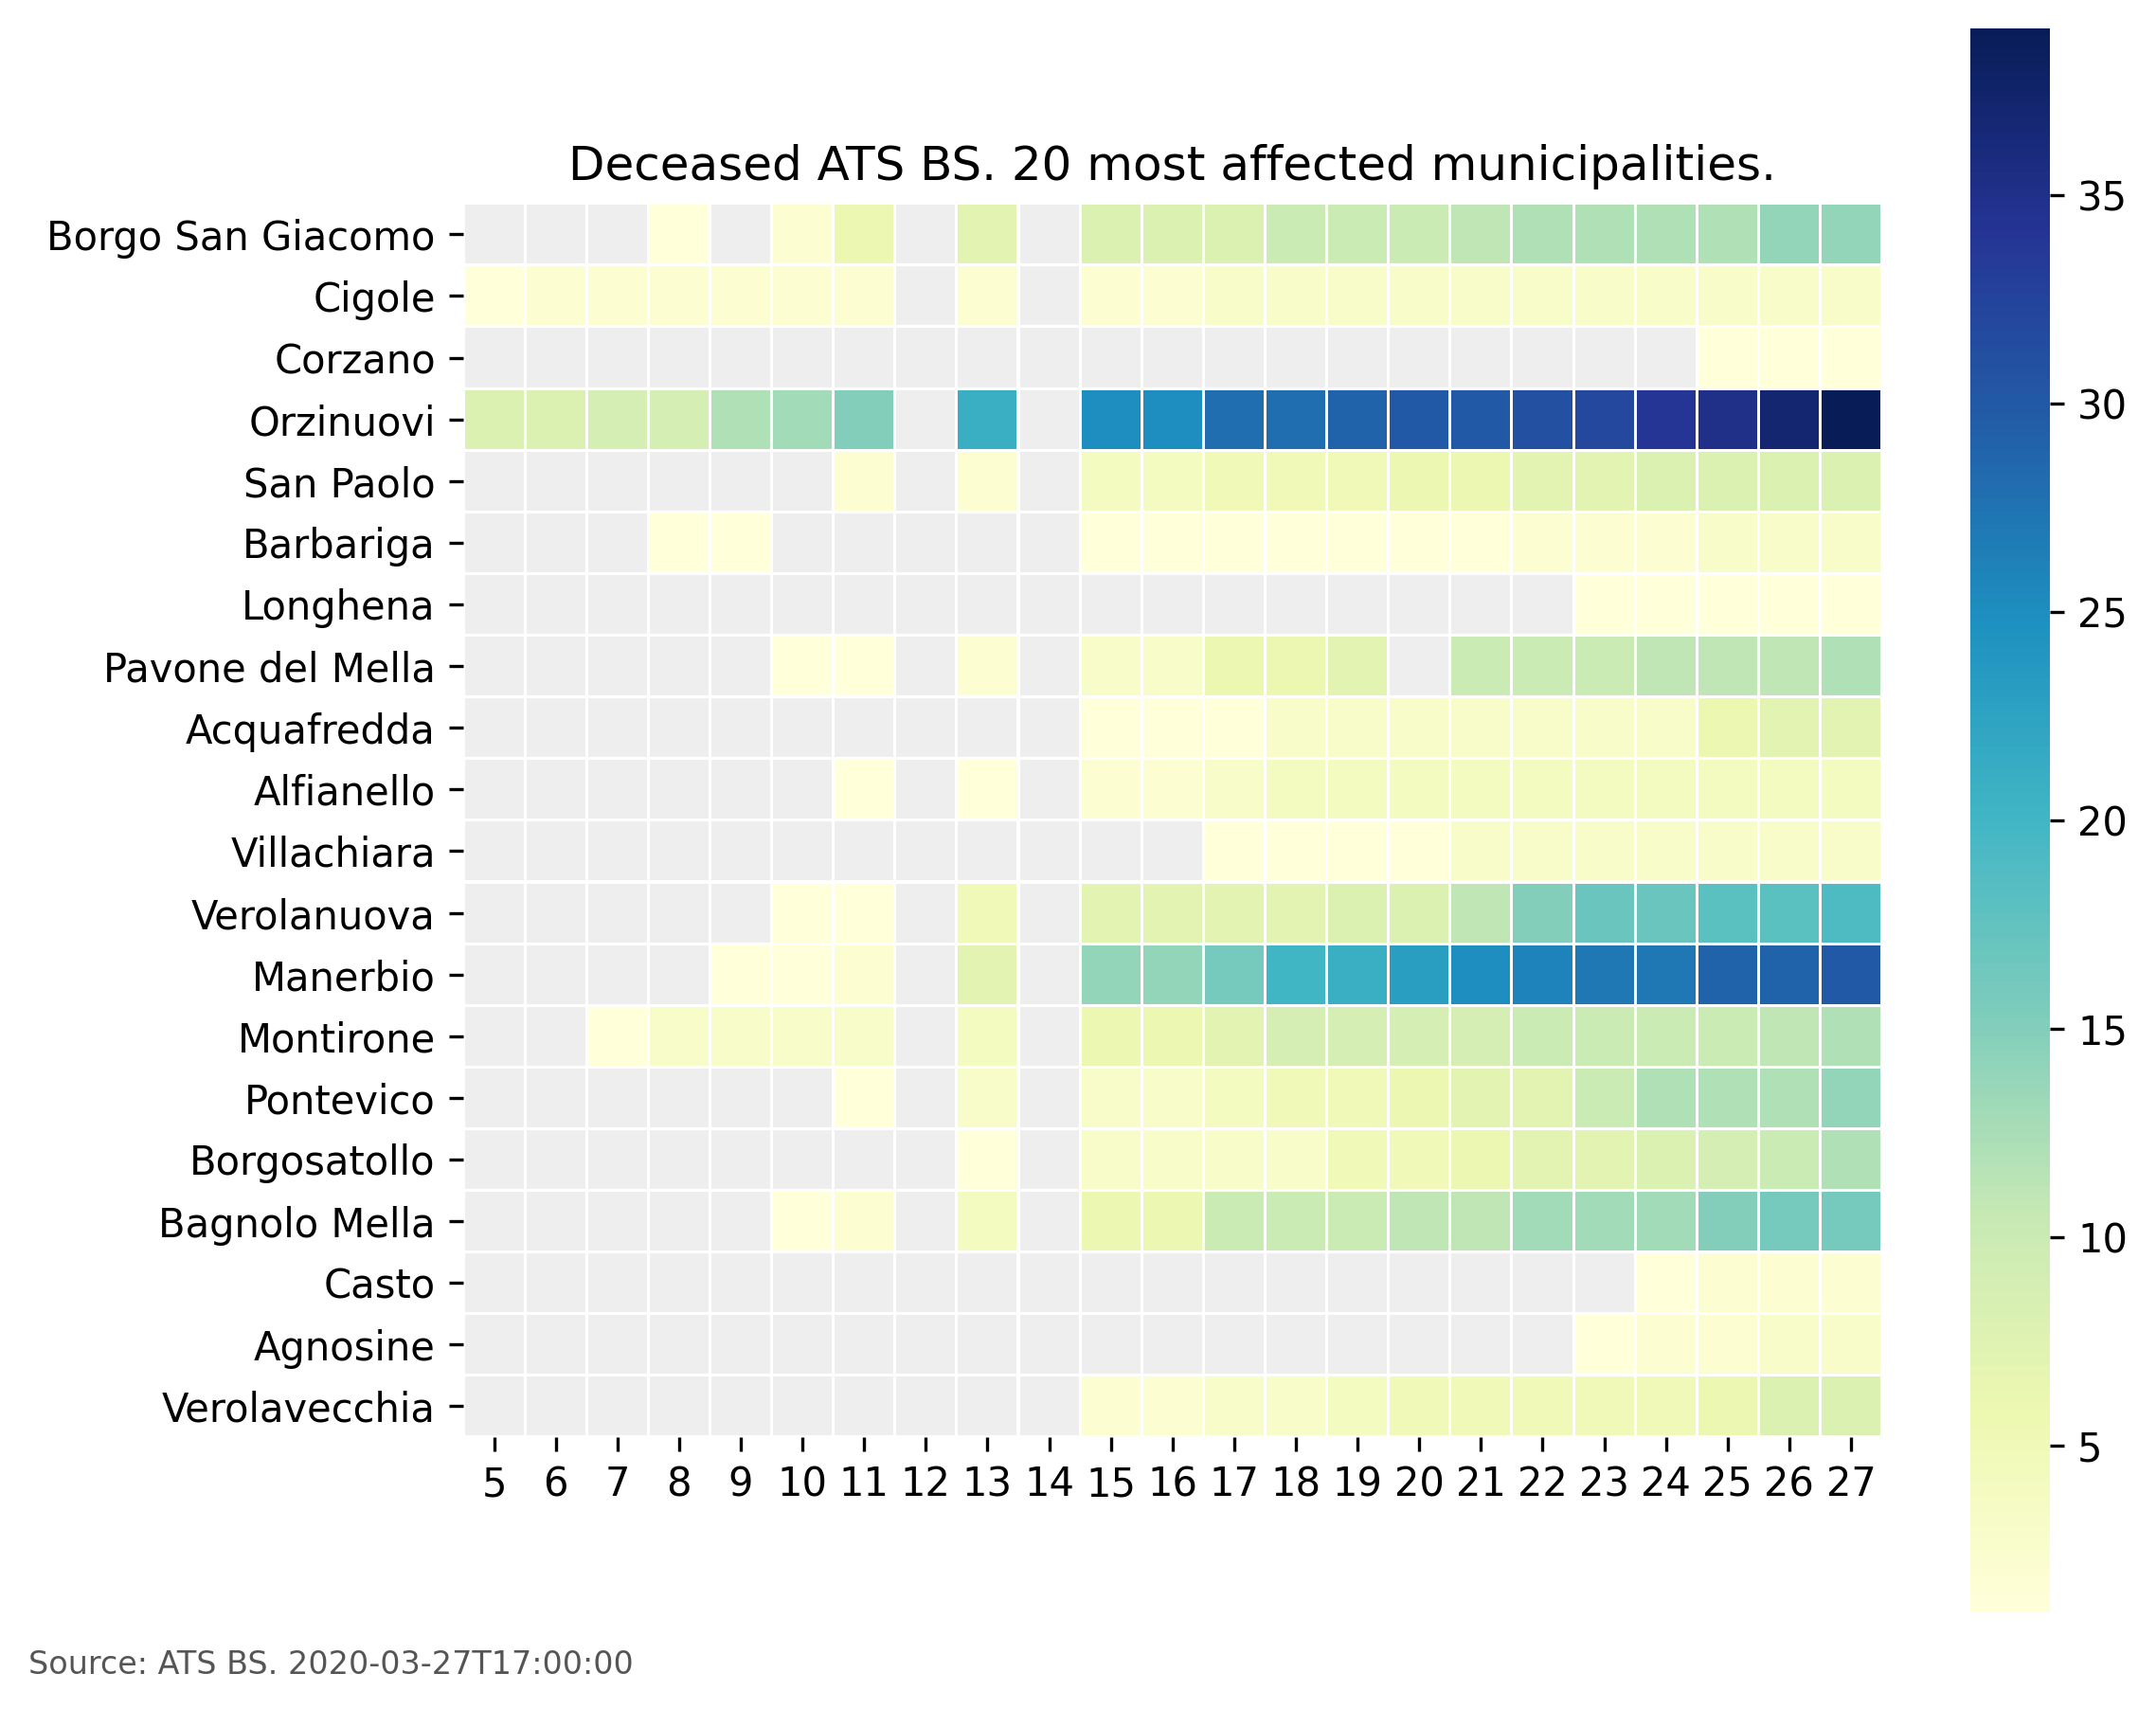 Deceased ATS BS. 20 most affected municipalities.
Borgo San Giacomo
Cigole
Corzano
Orzinuovi
San Paolo
Barbariga
Longhena
Pavone del Mella
Acquafredda
Alfianello
Villachiara
Verolanuova
Manerbio
Montirone
Pontevico
Borgosatollo
Bagnolo Mella
Casto
Agnosine
Verolavecchia
5 6 7 8 9 10 11 12 13 14 15 16 17 18 19 20 21 22 23 24 25 26 27
35
30
25
20
15
10
5
Source: ATS BS. 2020-03-27T17:00:00